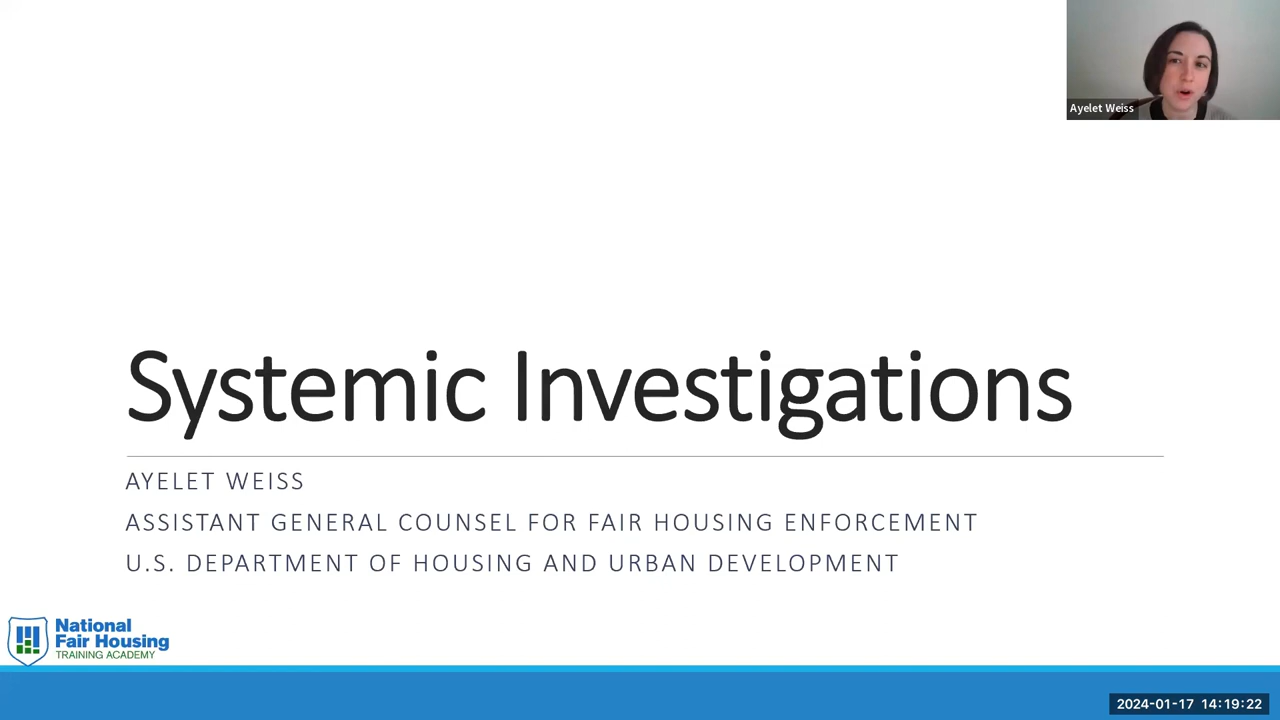 Ayelet Weiss
Systemic Investigations
AYELET WEISS
ASSISTANT GENERAL COUNSEL FOR FAIR HOUSING ENFORCEMENT
U.S. DEPARTMENT OF HOUSING AND URBAN DEVELOPMENT
National
Fair Housing
TRAINING ACADEMY
2024-01-17 14:19:22